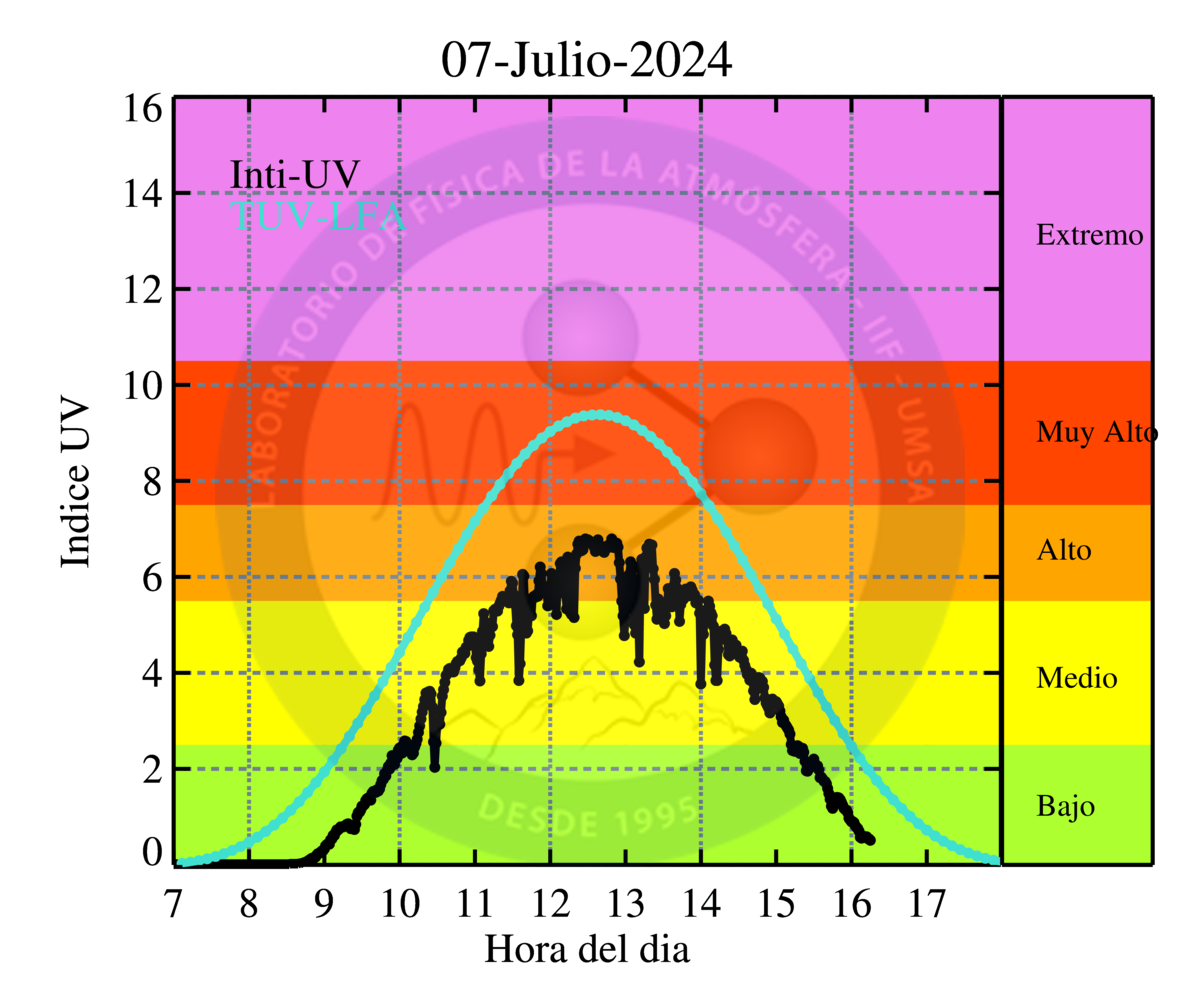 07-Julio-2024
16
14
12
10
8
6
4
2
0
Indice UV
Inti-UV
TUV-LFA
LABORATORIO DE FÍSICA DE LA ATMÓSFERA - IIF - UMSA
DESDE 1995
Extremo
Muy Alto
Alto
Medio
Bajo
7 8 9 10 11 12 13 14 15 16 17
Hora del dia